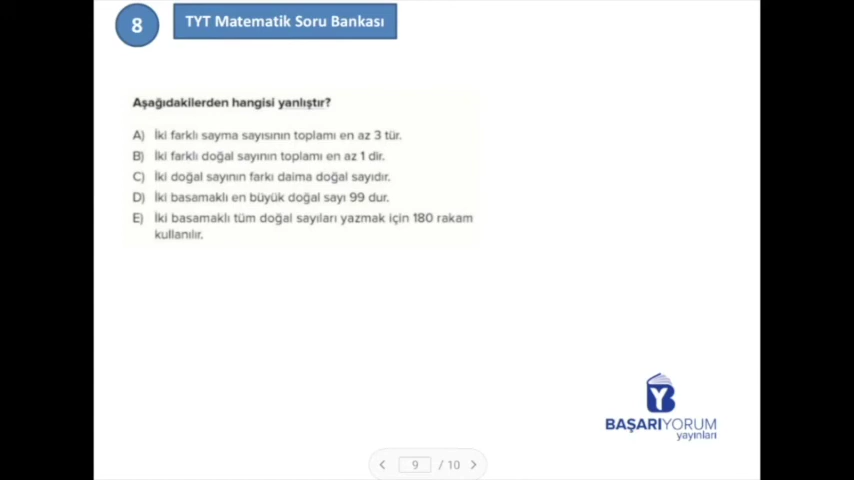 8
TYT Matematik Soru Bankası
Aşağıdakilerden hangisi yanlıştır?
A) İki farklı sayma sayısının toplamı en az 3 tür.
B) İki farklı doğal sayının toplamı en az 1 dir.
C) İki doğal sayının farkı daima doğal sayıdır.
D) İki basamaklı en büyük doğal sayı 99 dur.
E) İki basamaklı tüm doğal sayıları yazmak için 180 rakam
kullanılır.
BAŞARIYORUM
yayınları
9 / 10